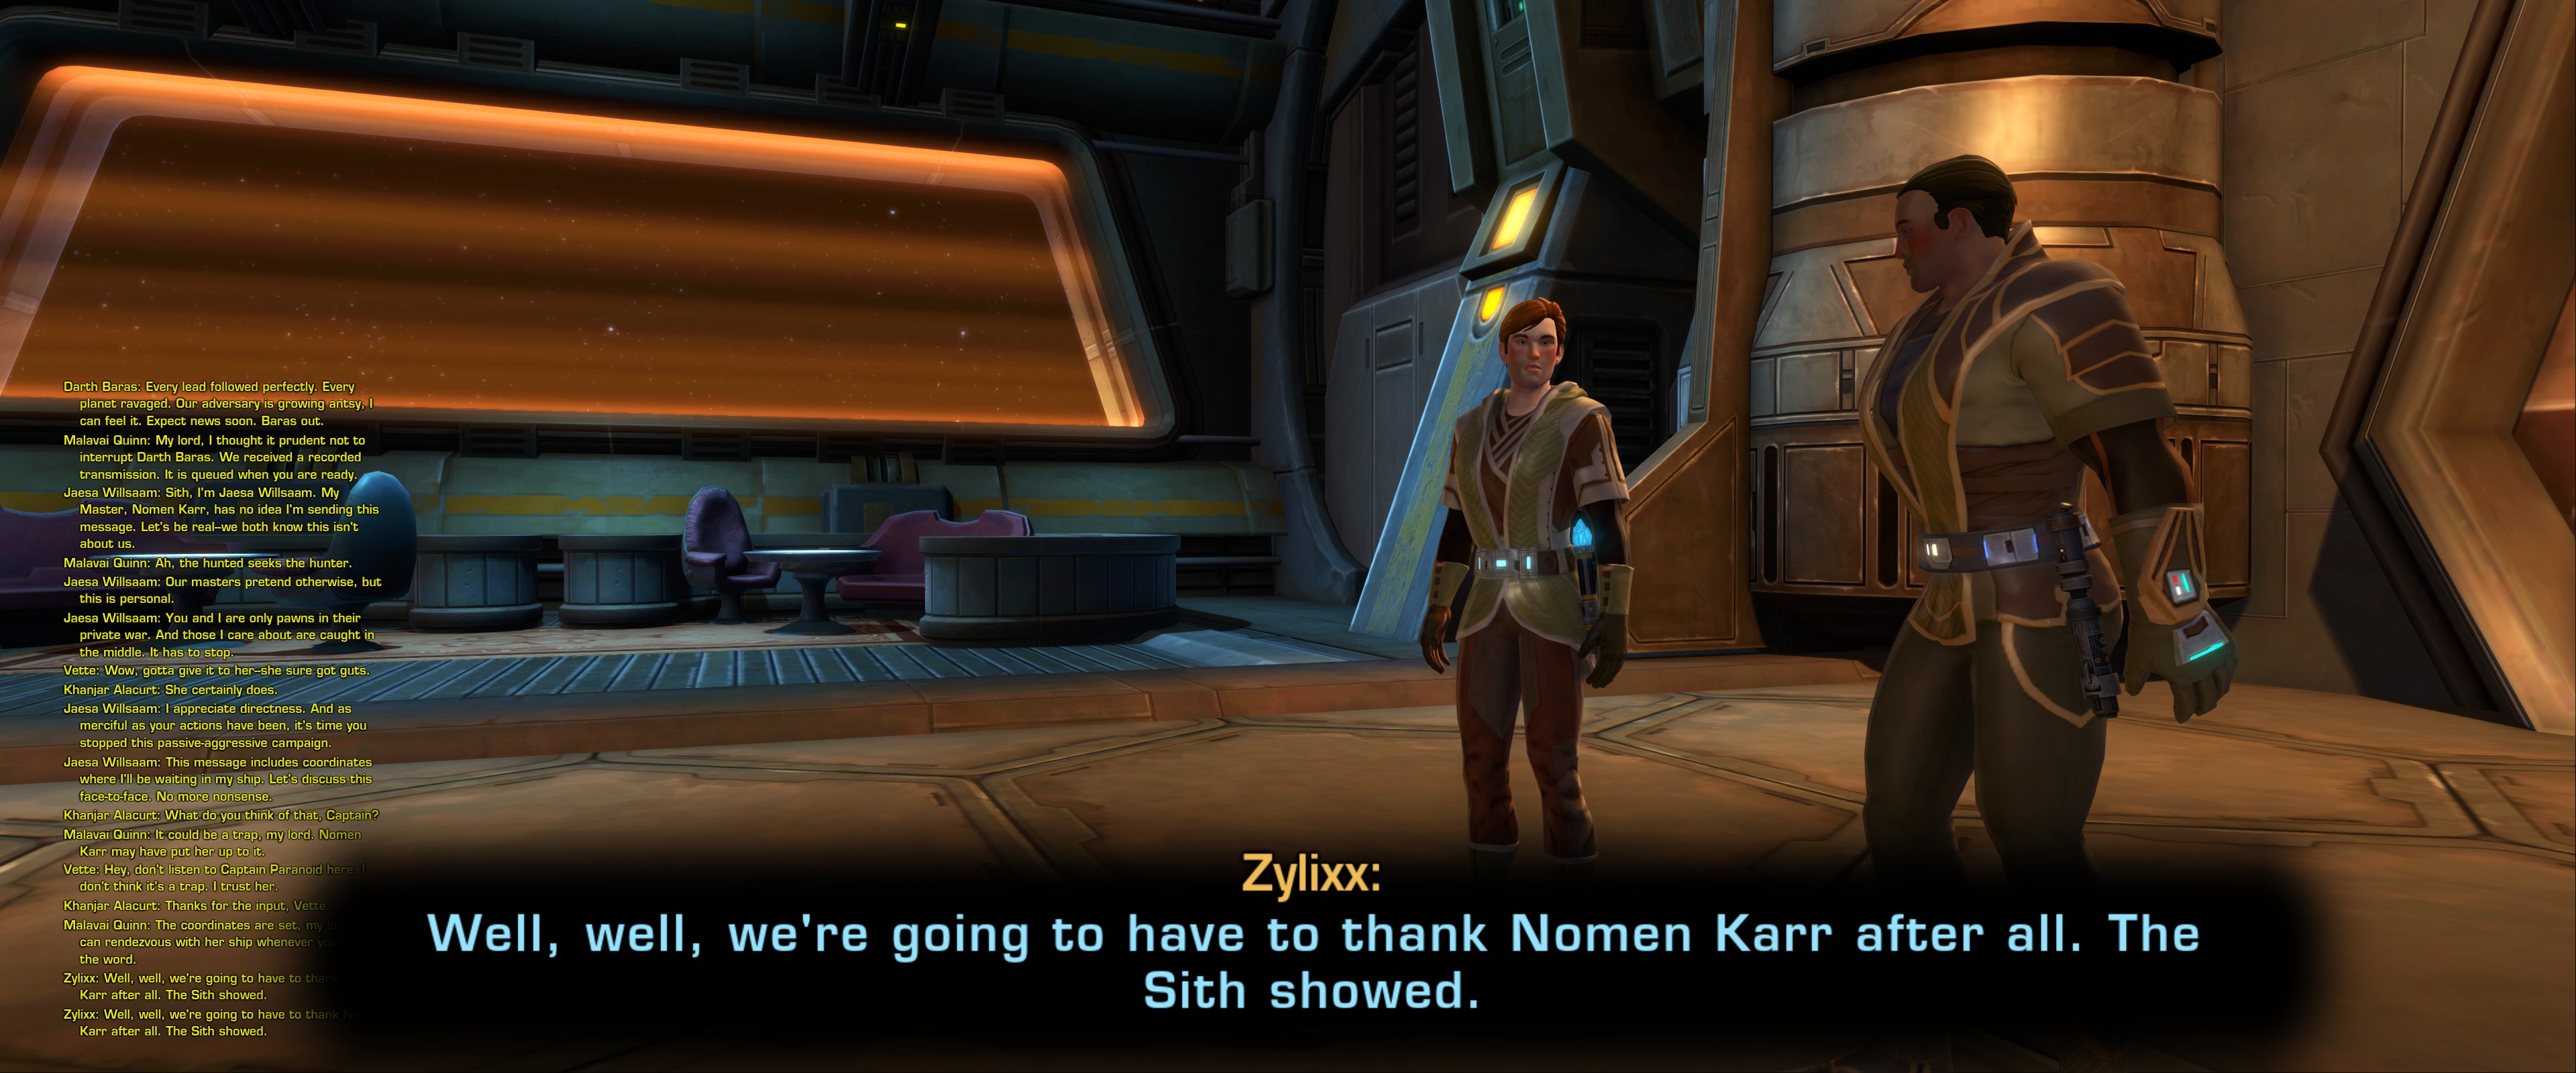 Darth Baras: Every lead followed perfectly. Every
planet ravaged. Our adversary is growing antsy, I
can feel it. Expect news soon. Baras out.
Malavai Quinn: My lord, I thought it prudent not to
interrupt Darth Baras. We received a recorded
transmission. It is queued when you are ready.
Jaesa Willsaam: Sith, I'm Jaesa Willsaam. My
Master, Nomen Karr, has no idea I'm sending this
message. Let's be real—we both know this isn't
about us.
Malavai Quinn: Ah, the hunted seeks the hunter.
Jaesa Willsaam: Our masters pretend otherwise, but
this is personal.
Jaesa Willsaam: You and I are only pawns in their
private war. And those I care about are caught in
the middle. It has to stop.
Vette: Wow, gotta give it to her—she sure got guts.
Khanjar Alacurt: She certainly does.
Jaesa Willsaam: I appreciate directness. And as
merciful as your actions have been, it's time you
stopped this passive-aggressive campaign.
Jaesa Willsaam: This message includes coordinates
where I'll be waiting in my ship. Let's discuss this
face-to-face. No more nonsense.
Khanjar Alacurt: What do you think of that, Captain?
Malavai Quinn: It could be a trap, my lord. Nomen
Karr may have put her up to it.
Vette: Hey, don't listen to Captain Paranoid here. I
don't think it's a trap. I trust her.
Khanjar Alacurt: Thanks for the input, Vette
Malavai Quinn: The coordinates are set, my
can rendezvous with her ship whenever
the word.
Zylixx: Well, well, we're going to have to
Karr after all. The Sith showed.
Zylixx: Well, well, we're going to have to thank
Karr after all. The Sith showed.
Zylixx:
Well, well, we're going to have to thank Nomen Karr after all. The
Sith showed.